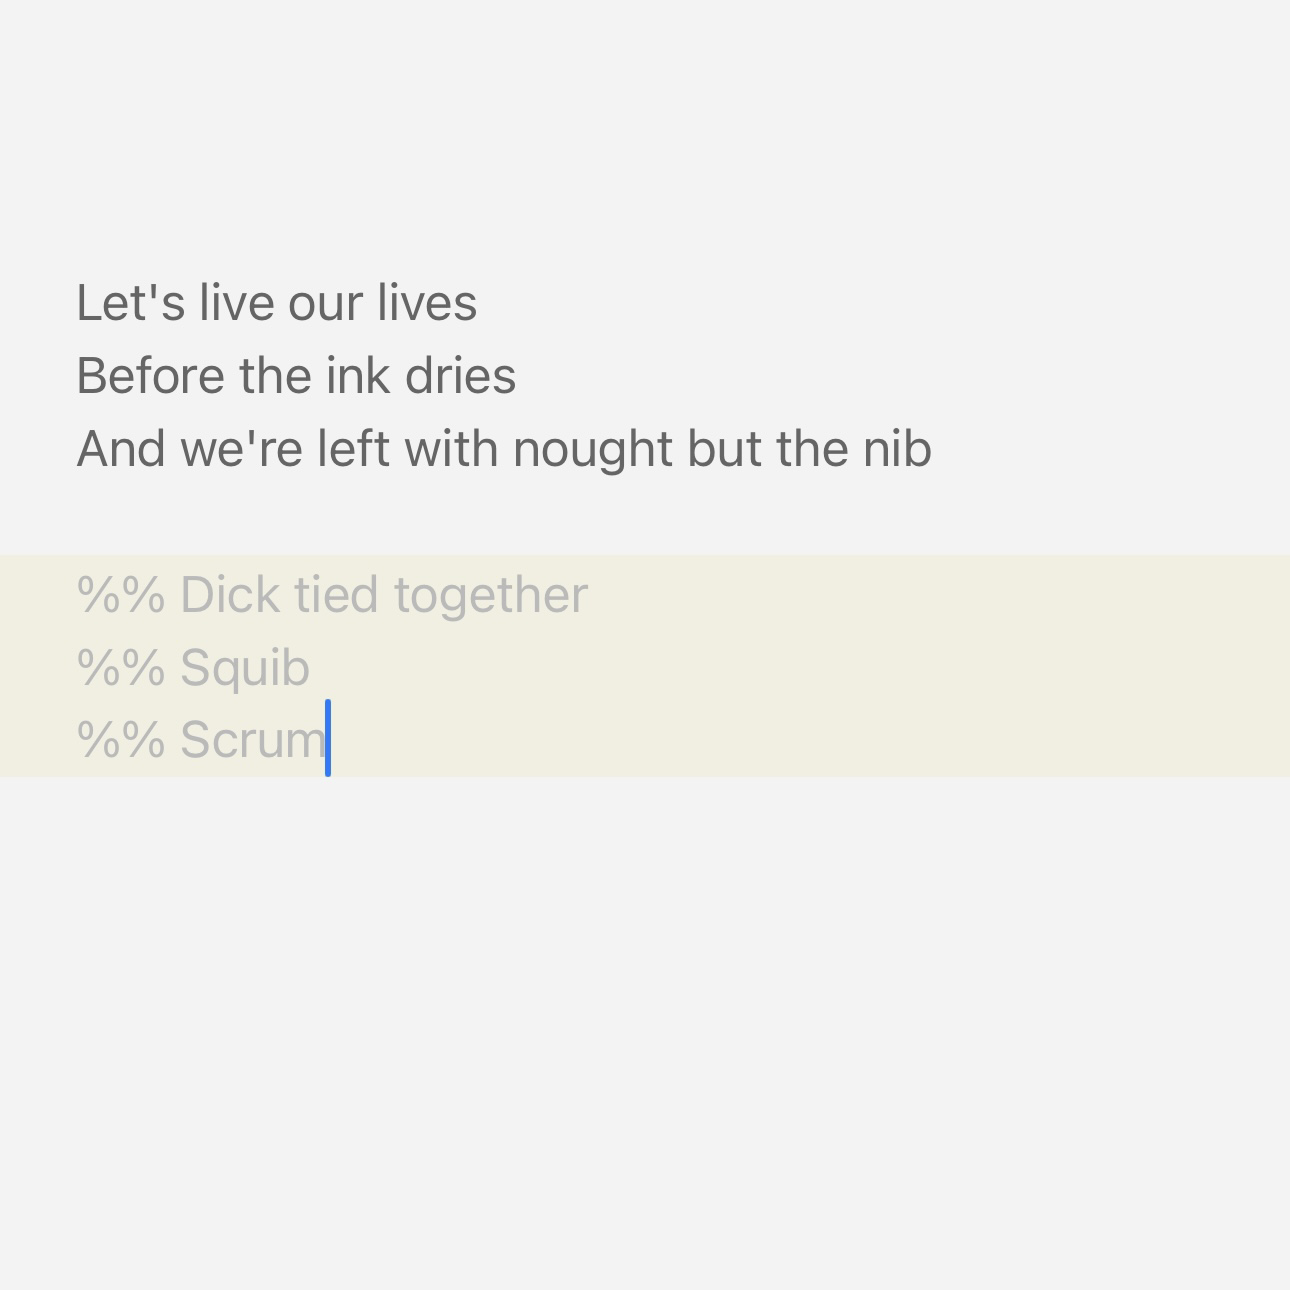 Let's live our lives
Before the ink dries
And we're left with nought but the nib
%% Dick tied together
%% Squib
%% Scrum